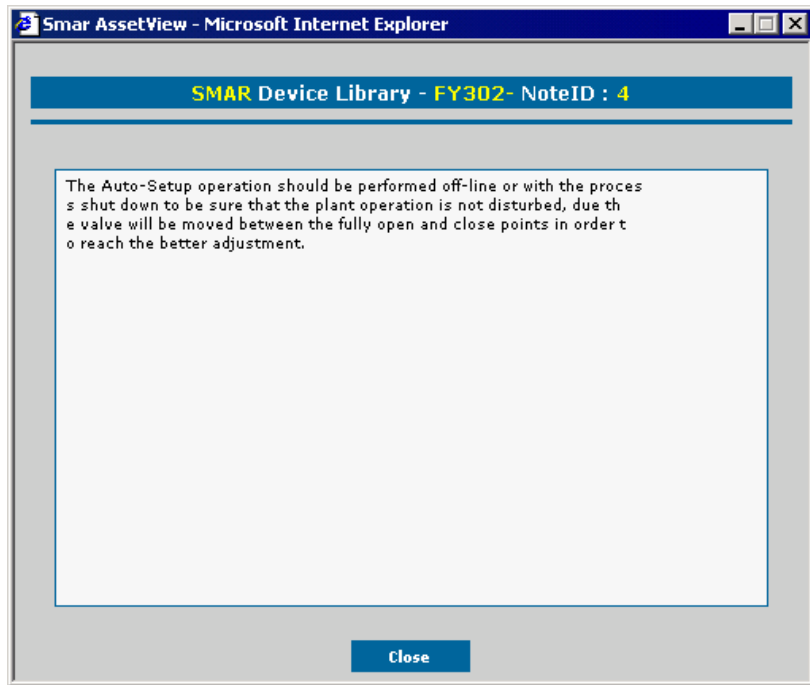 Smar AssetView - Microsoft Internet Explorer
SMAR Device Library - FY302- NoteID : 4
The Auto-Setup operation should be performed off-line or with the proces
s shut down to be sure that the plant operation is not disturbed, due th
e valve will be moved between the fully open and close points in order t
o reach the better adjustment.
Close